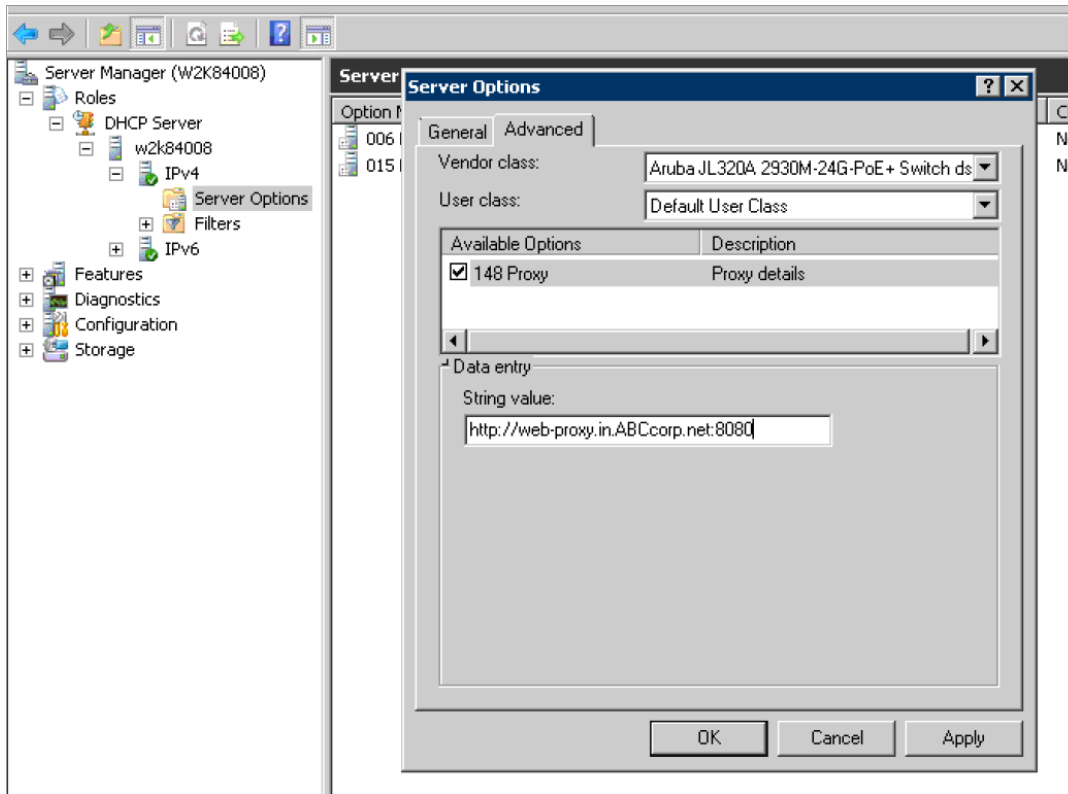 Server Manager (W2K84008)
Roles
DHCP Server
w2k84008
IPv4
Server Options
Filters
IPv6
Features
Diagnostics
Configuration
Storage
Server
Option
006
015
Server Options
General
Advanced
Vendor class:
Aruba JL320A 2930M-24G-PoE+ Switch ds
User class:
Default User Class
Available Options
Description
148 Proxy
Proxy details
Data entry
String value:
http://web-proxy.in.ABCcorp.net:8080
OK
Cancel
Apply
C
N
N